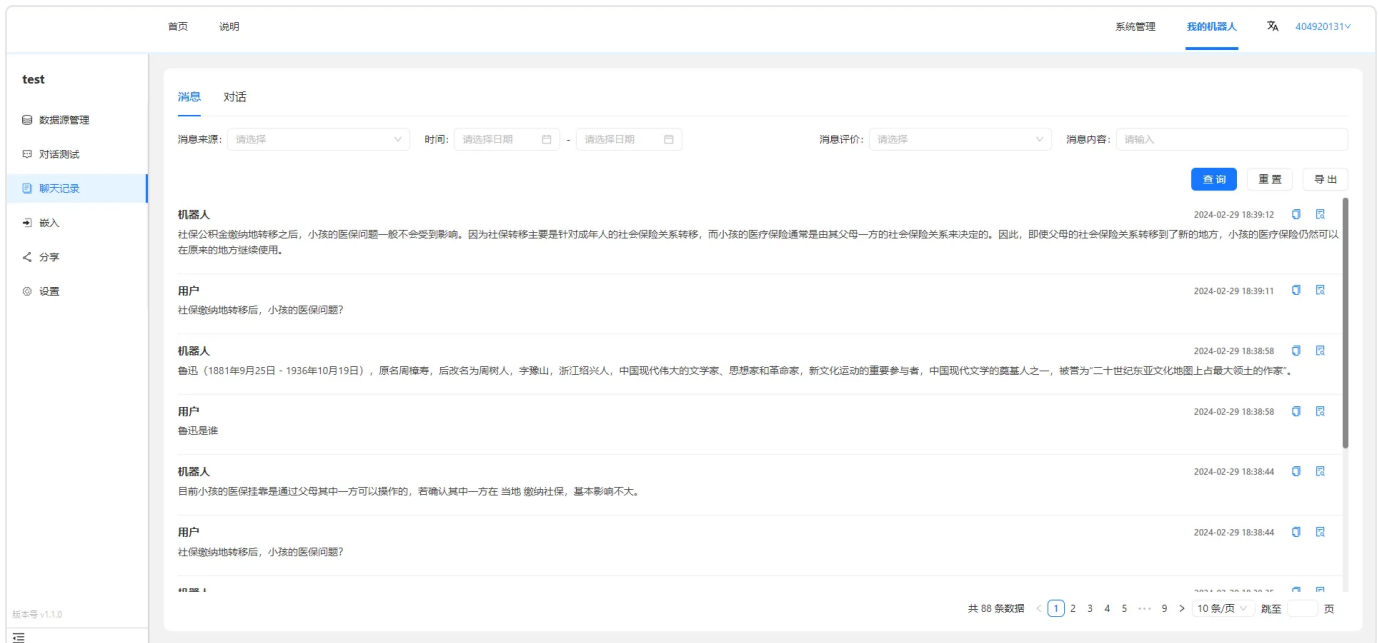 首页 说明 系统管理 我的机器人 404920131
test
数据源管理
对话测试
聊天记录
嵌入
分享
设置
版本号 v1.1.0
消息 对话
消息来源: 请选择 时间: 请选择日期 - 请选择日期 消息评价: 请选择 消息内容: 请输入
查 询 重 置 导 出
机器人 2024-02-29 18:39:12
社保公积金缴纳地转移之后，小孩的医保问题一般不会受到影响。因为社保转移主要是针对成年人的社会保险关系转移，而小孩的医疗保险通常是由其父母一方的社会保险关系来决定的。因此，即使父母的社会保险关系转移到了新的地方，小孩的医疗保险仍然可以
在原来的地方继续使用。
用户 2024-02-29 18:39:11
社保缴纳地转移后，小孩的医保问题?
机器人 2024-02-29 18:38:58
鲁迅（1881年9月25日 - 1936年10月19日），原名周樟寿，后改名为周树人，字豫山，浙江绍兴人，中国现代伟大的文学家、思想家和革命家，新文化运动的重要参与者，中国现代文学的奠基人之一，被誉为“二十世纪东亚文化地图上占最大领土的作家”。
用户 2024-02-29 18:38:58
鲁迅是谁
机器人 2024-02-29 18:38:44
目前小孩的医保挂靠是通过父母其中一方可以操作的，若确认其中一方在 当地 缴纳社保，基本影响不大。
用户 2024-02-29 18:38:44
社保缴纳地转移后，小孩的医保问题?
机器人
共 88 条数据 < 1 2 3 4 5 ••• 9 > 10 条/页 跳至 页